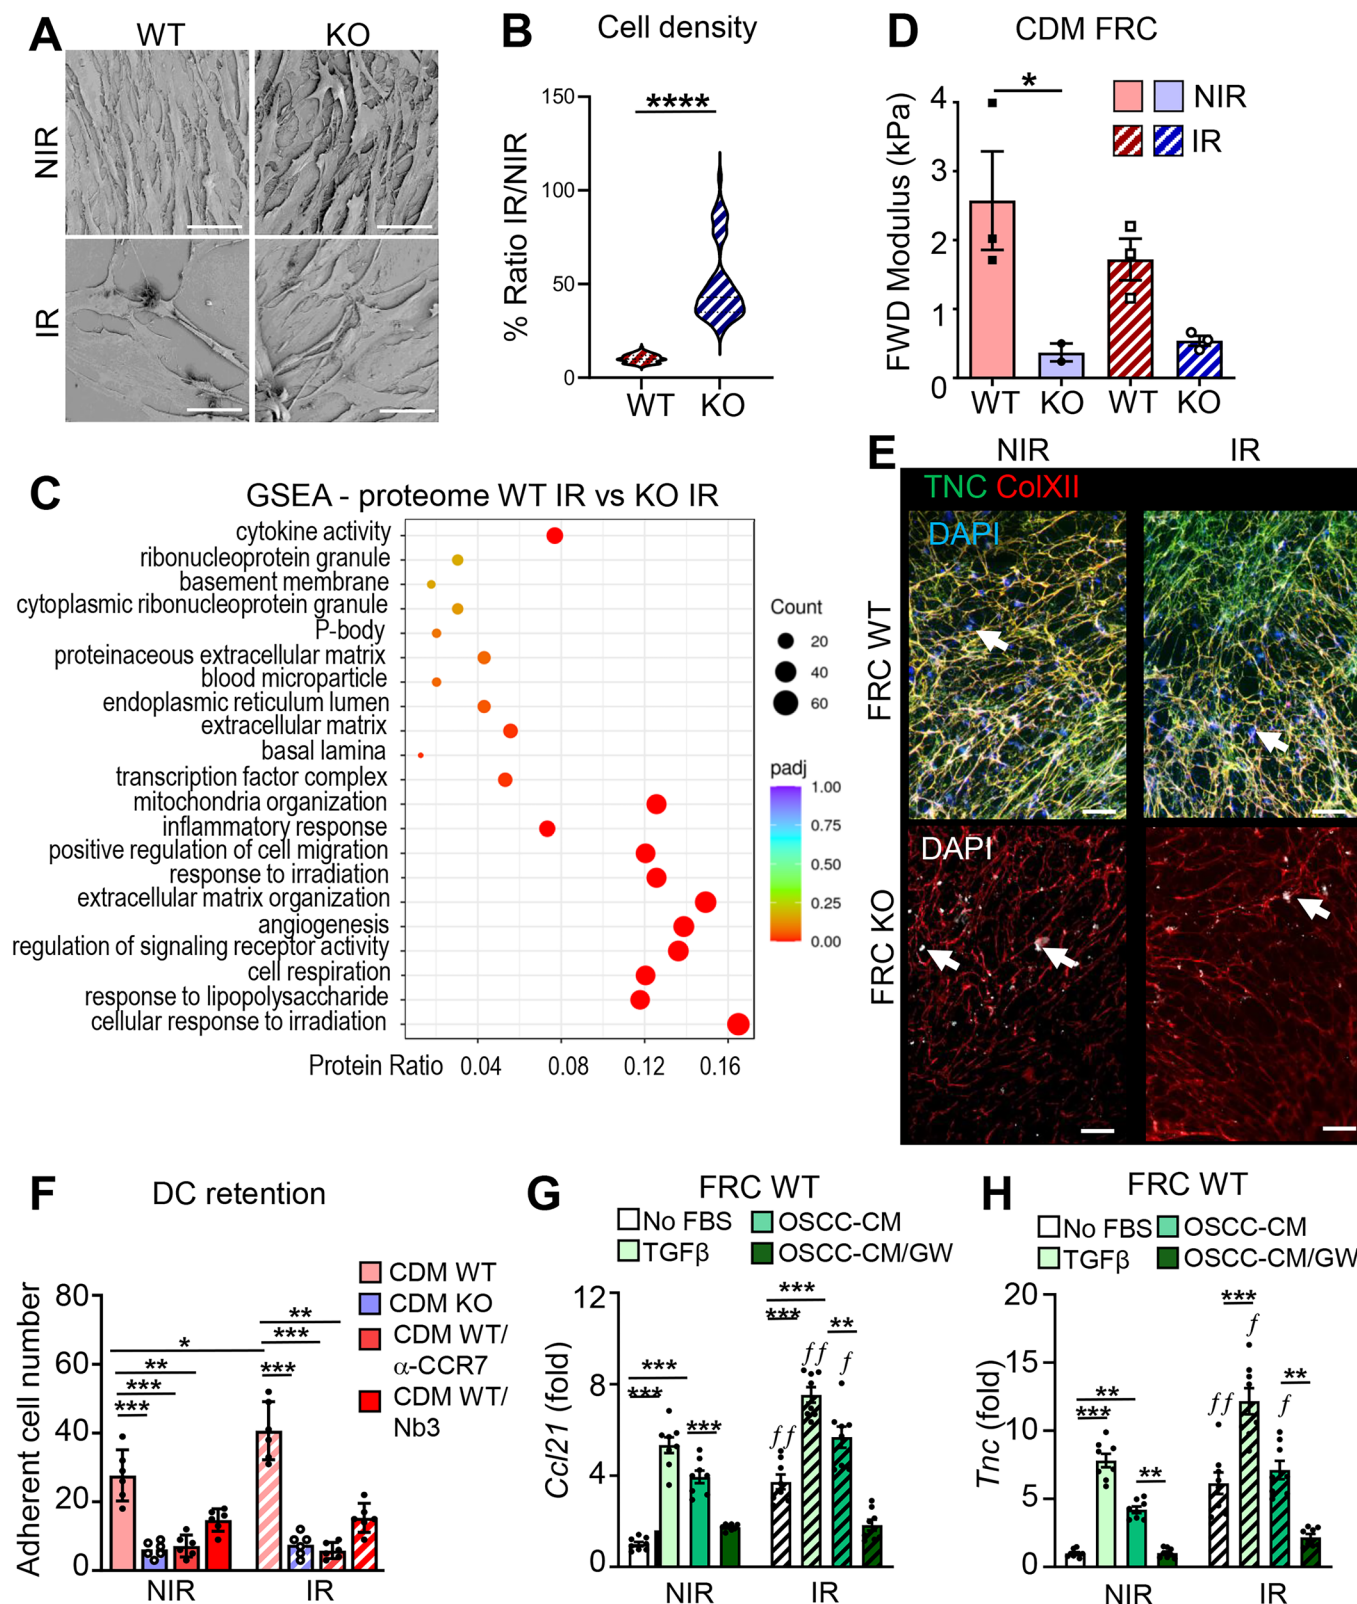 A
WT
KO
NIR
IR
B
Cell density
% Ratio IR/NIR
150
100
50
0
****
WT
KO
D
CDM FRC
NIR
IR
FWD Modulus (kPa)
4
3
2
1
0
*
WT
KO
WT
KO
C
GSEA - proteome WT IR vs KO IR
cytokine activity
ribonucleoprotein granule
basement membrane
cytoplasmic ribonucleoprotein granule
P-body
proteinaceous extracellular matrix
blood microparticle
endoplasmic reticulum lumen
extracellular matrix
basal lamina
transcription factor complex
mitochondria organization
inflammatory response
positive regulation of cell migration
response to irradiation
extracellular matrix organization
angiogenesis
regulation of signaling receptor activity
cell respiration
response to lipopolysaccharide
cellular response to irradiation
Protein Ratio
0.04
0.08
0.12
0.16
Count
20
40
60
padj
1.00
0.75
0.50
0.25
0.00
E
NIR
IR
TNC ColXII
DAPI
FRC WT
DAPI
FRC KO
F
DC retention
Adherent cell number
80
60
40
20
0
*
**
***
***
**
***
***
NIR
IR
CDM WT
CDM KO
CDM WT/
α-CCR7
CDM WT/
Nb3
G
FRC WT
No FBS
OSCC-CM
TGFβ
OSCC-CM/GW
Ccl21 (fold)
12
8
4
0
***
***
***
***
***
**
ƒƒ
ƒƒ
ƒ
NIR
IR
H
FRC WT
No FBS
OSCC-CM
TGFβ
OSCC-CM/GW
Tnc (fold)
20
15
10
5
0
**
***
**
***
**
ƒƒ
ƒ
ƒ
NIR
IR